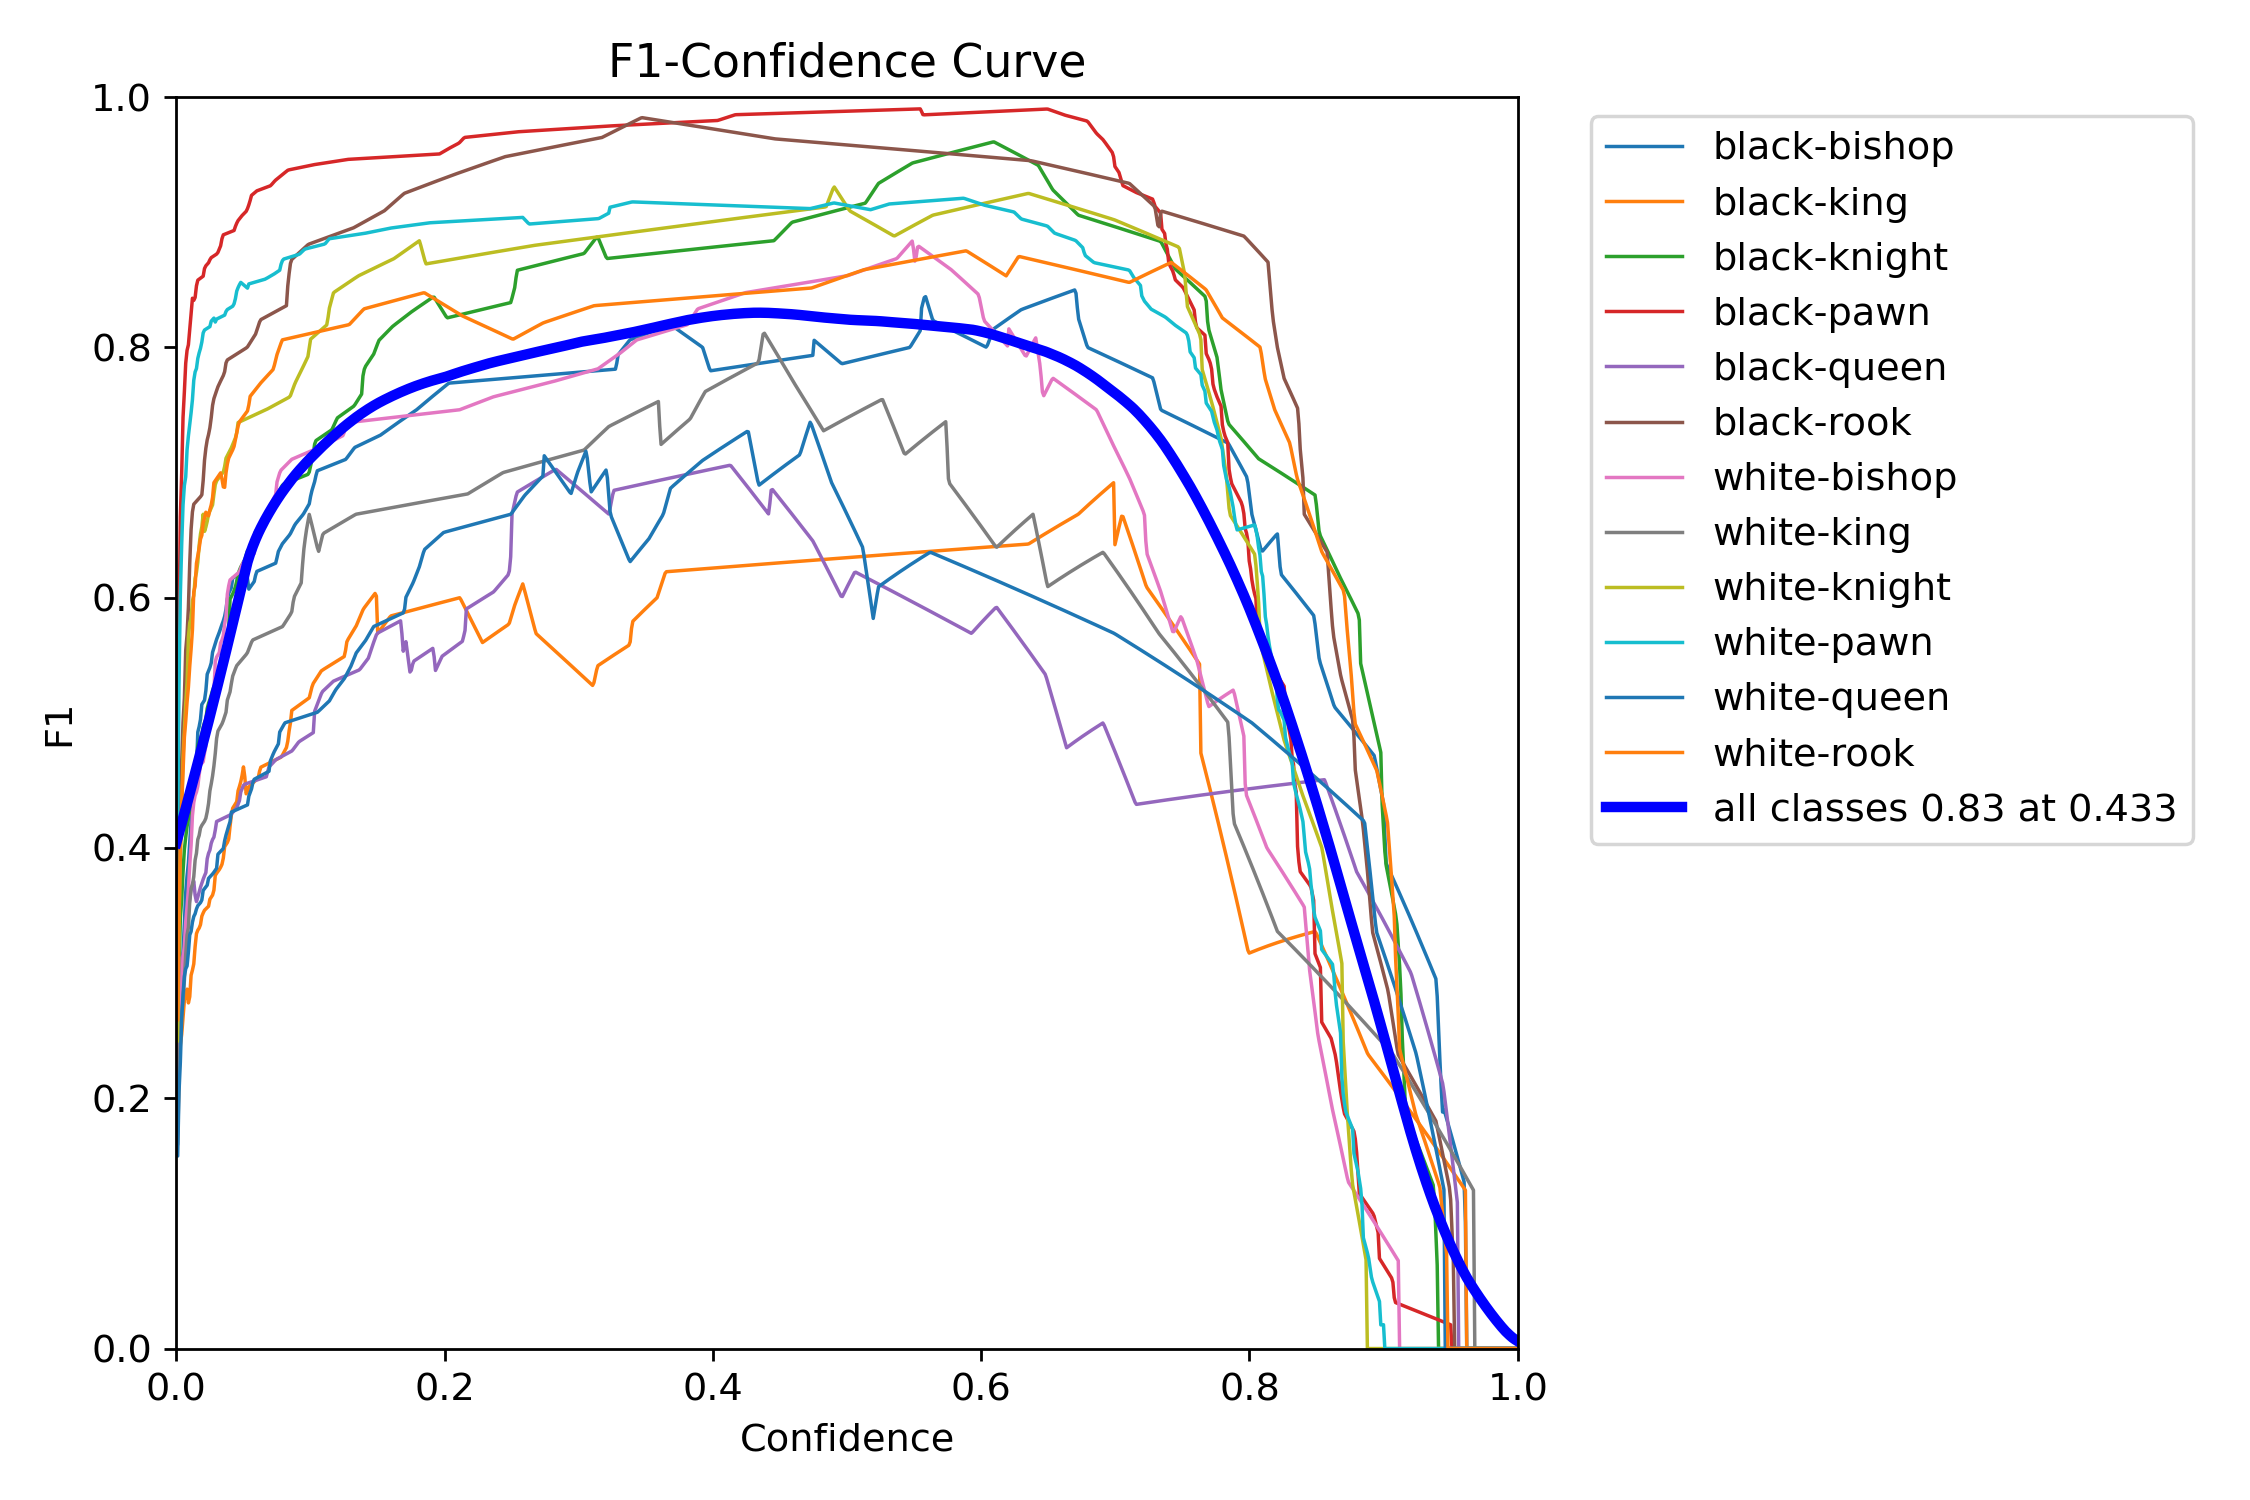 F1-Confidence Curve
1.0
0.8
0.6
0.4
0.2
0.0
F1
0.0 0.2 0.4 0.6 0.8 1.0
Confidence
black-bishop
black-king
black-knight
black-pawn
black-queen
black-rook
white-bishop
white-king
white-knight
white-pawn
white-queen
white-rook
all classes 0.83 at 0.433